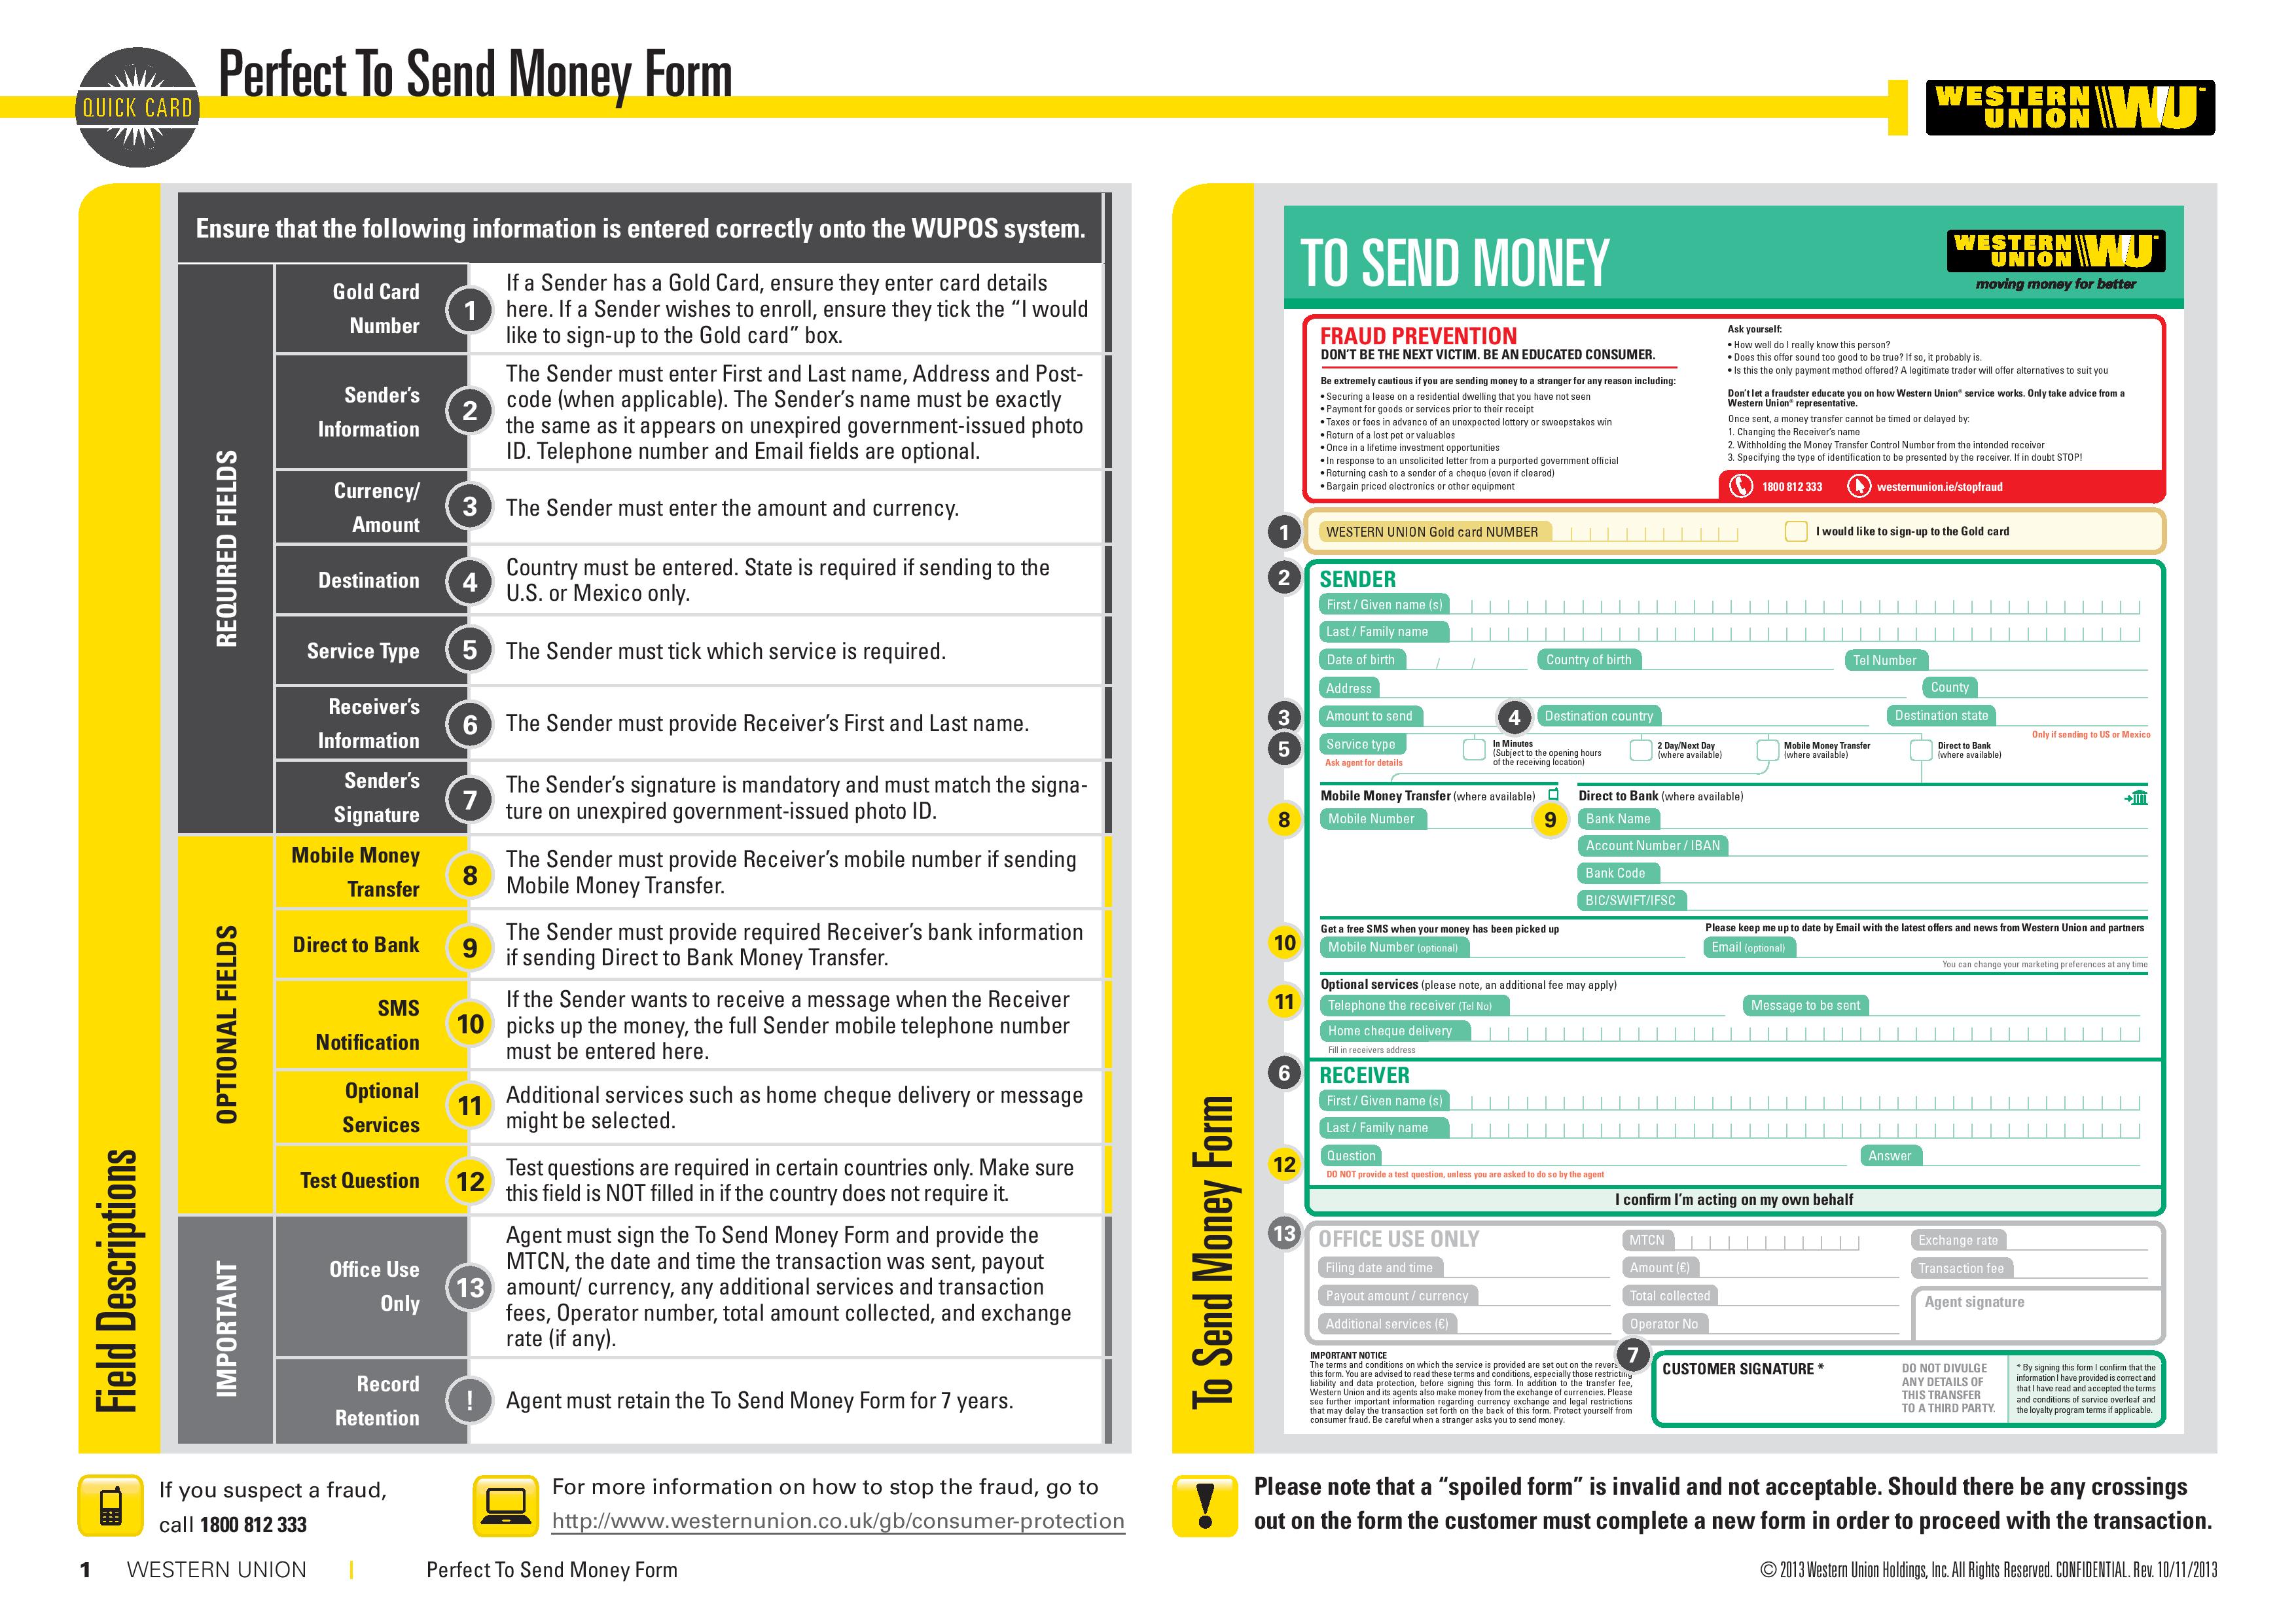 QUICK CARD
Perfect To Send Money Form
WESTERN
UNION WU
Field Descriptions
Ensure that the following information is entered correctly onto the WUPOS system.
REQUIRED FIELDS
Gold Card
Number
1
If a Sender has a Gold Card, ensure they enter card details
here. If a Sender wishes to enroll, ensure they tick the “I would
like to sign-up to the Gold card” box.
Sender’s
Information
2
The Sender must enter First and Last name, Address and Post-
code (when applicable). The Sender’s name must be exactly
the same as it appears on unexpired government-issued photo
ID. Telephone number and Email fields are optional.
Currency/
Amount
3
The Sender must enter the amount and currency.
Destination
4
Country must be entered. State is required if sending to the
U.S. or Mexico only.
Service Type
5
The Sender must tick which service is required.
Receiver’s
Information
6
The Sender must provide Receiver’s First and Last name.
Sender’s
Signature
7
The Sender’s signature is mandatory and must match the signa-
ture on unexpired government-issued photo ID.
OPTIONAL FIELDS
Mobile Money
Transfer
8
The Sender must provide Receiver’s mobile number if sending
Mobile Money Transfer.
Direct to Bank
9
The Sender must provide required Receiver’s bank information
if sending Direct to Bank Money Transfer.
SMS
Notification
10
If the Sender wants to receive a message when the Receiver
picks up the money, the full Sender mobile telephone number
must be entered here.
Optional
Services
11
Additional services such as home cheque delivery or message
might be selected.
Test Question
12
Test questions are required in certain countries only. Make sure
this field is NOT filled in if the country does not require it.
IMPORTANT
Office Use
Only
13
Agent must sign the To Send Money Form and provide the
MTCN, the date and time the transaction was sent, payout
amount/ currency, any additional services and transaction
fees, Operator number, total amount collected, and exchange
rate (if any).
Record
Retention
!
Agent must retain the To Send Money Form for 7 years.
To Send Money Form
TO SEND MONEY
WESTERN
UNION WU
moving money for better
FRAUD PREVENTION
DON’T BE THE NEXT VICTIM. BE AN EDUCATED CONSUMER.
Be extremely cautious if you are sending money to a stranger for any reason including:
• Securing a lease on a residential dwelling that you have not seen
• Payment for goods or services prior to their receipt
• Taxes or fees in advance of an unexpected lottery or sweepstakes win
• Return of a lost pet or valuables
• Once in a lifetime investment opportunities
• In response to an unsolicited letter from a purported government official
• Returning cash to a sender of a cheque (even if cleared)
• Bargain priced electronics or other equipment
Ask yourself:
• How well do I really know this person?
• Does this offer sound too good to be true? If so, it probably is.
• Is this the only payment method offered? A legitimate trader will offer alternatives to suit you
Don’t let a fraudster educate you on how Western Union® service works. Only take advice from a
Western Union® representative.
Once sent, a money transfer cannot be timed or delayed by:
1. Changing the Receiver’s name
2. Withholding the Money Transfer Control Number from the intended receiver
3. Specifying the type of identification to be presented by the receiver. If in doubt STOP!
1800 812 333 westernunion.ie/stopfraud
1 WESTERN UNION Gold card NUMBER I would like to sign-up to the Gold card
2 SENDER
First / Given name (s)
Last / Family name
Date of birth / / Country of birth Tel Number
Address County
3 Amount to send 4 Destination country Destination state
Only if sending to US or Mexico
5 Service type
Ask agent for details
In Minutes
(Subject to the opening hours
of the receiving location)
2 Day/Next Day
(where available)
Mobile Money Transfer
(where available)
Direct to Bank
(where available)
Mobile Money Transfer (where available) Direct to Bank (where available)
8 Mobile Number 9 Bank Name
Account Number / IBAN
Bank Code
BIC/SWIFT/IFSC
Get a free SMS when your money has been picked up Please keep me up to date by Email with the latest offers and news from Western Union and partners
10 Mobile Number (optional) Email (optional)
You can change your marketing preferences at any time
Optional services (please note, an additional fee may apply)
11 Telephone the receiver (Tel No) Message to be sent
Home cheque delivery
Fill in receivers address
6 RECEIVER
First / Given name (s)
Last / Family name
12 Question Answer
DO NOT provide a test question, unless you are asked to do so by the agent
I confirm I’m acting on my own behalf
13 OFFICE USE ONLY MTCN Exchange rate
Filing date and time Amount (€) Transaction fee
Payout amount / currency Total collected Agent signature
Additional services (€) Operator No
IMPORTANT NOTICE
The terms and conditions on which the service is provided are set out on the
this form. You are advised to read these terms and conditions, especially those restricting
liability and data protection, before signing this form. In addition to the transfer fee,
Western Union and its agents also make money from the exchange of currencies. Please
see further important information regarding currency exchange and legal restrictions
that may delay the transaction set forth on the back of this form. Protect yourself from
consumer fraud. Be careful when a stranger asks you to send money.
7 CUSTOMER SIGNATURE *
DO NOT DIVULGE
ANY DETAILS OF
THIS TRANSFER
TO A THIRD PARTY.
* By signing this form I confirm that the
information I have provided is correct and
that I have read and accepted the terms
and conditions of service overleaf and
the loyalty program terms if applicable.
If you suspect a fraud,
call 1800 812 333
For more information on how to stop the fraud, go to
http://www.westernunion.co.uk/gb/consumer-protection
Please note that a “spoiled form” is invalid and not acceptable. Should there be any crossings
out on the form the customer must complete a new form in order to proceed with the transaction.
1 WESTERN UNION | Perfect To Send Money Form
© 2013 Western Union Holdings, Inc. All Rights Reserved. CONFIDENTIAL. Rev. 10/11/2013